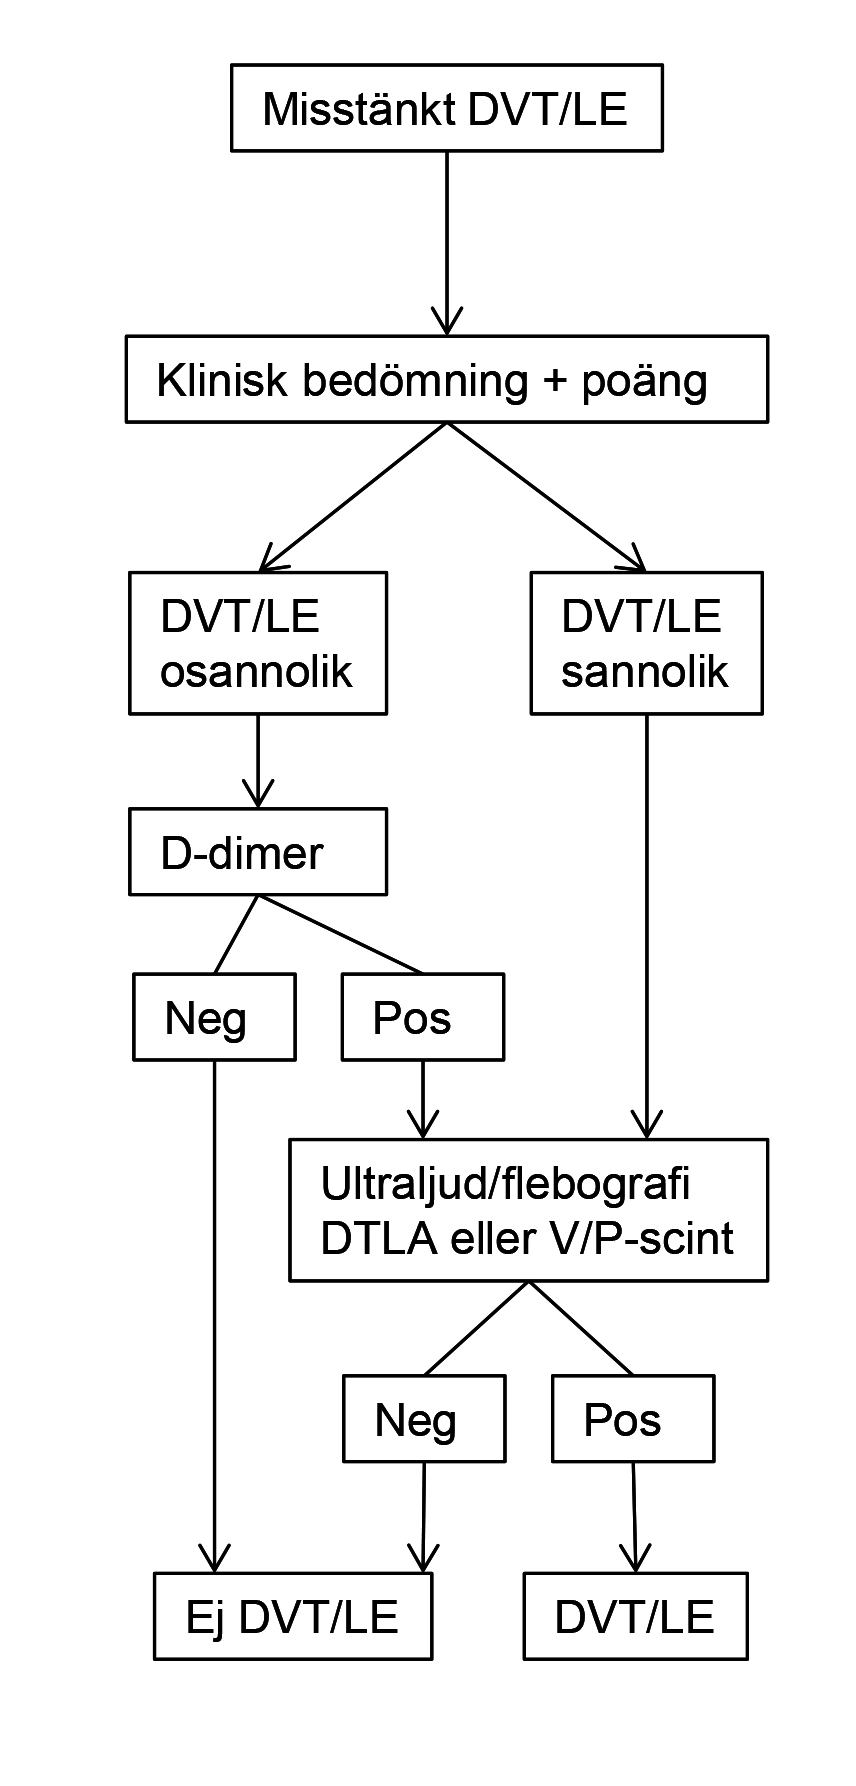 Misstänkt DVT/LE
Klinisk bedömning + poäng
DVT/LE
osannolik
DVT/LE
sannolik
D-dimer
Neg
Pos
Ultraljud/flebografi
DTLA eller V/P-scint
Neg
Pos
Ej DVT/LE
DVT/LE